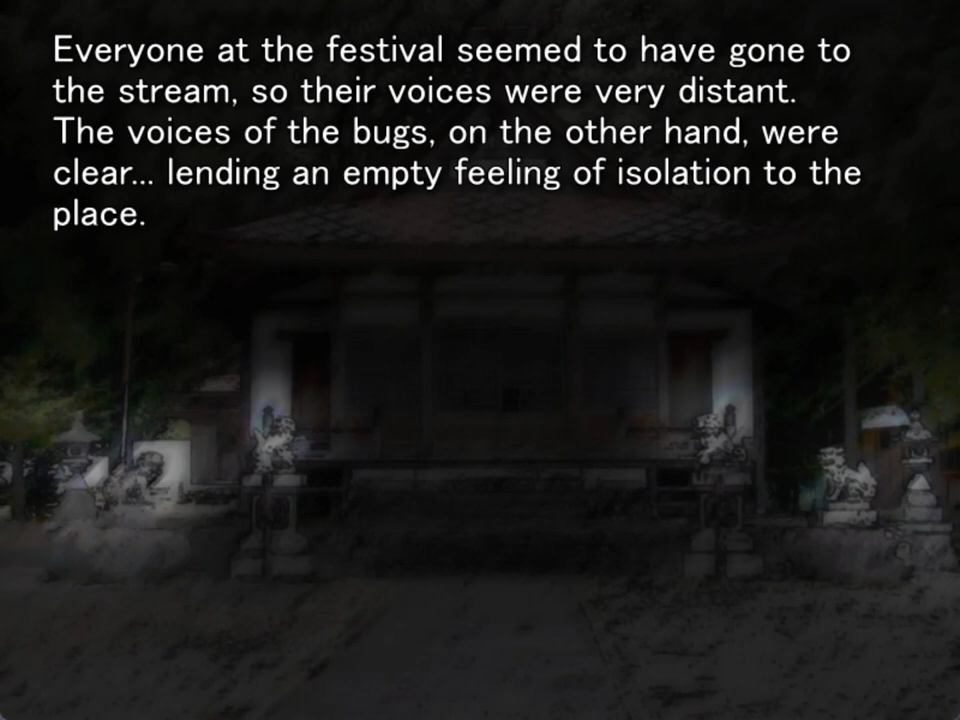 Everyone at the festival seemed to have gone to
the stream, so their voices were very distant.
The voices of the bugs, on the other hand, were
clear... lending an empty feeling of isolation to the
place.